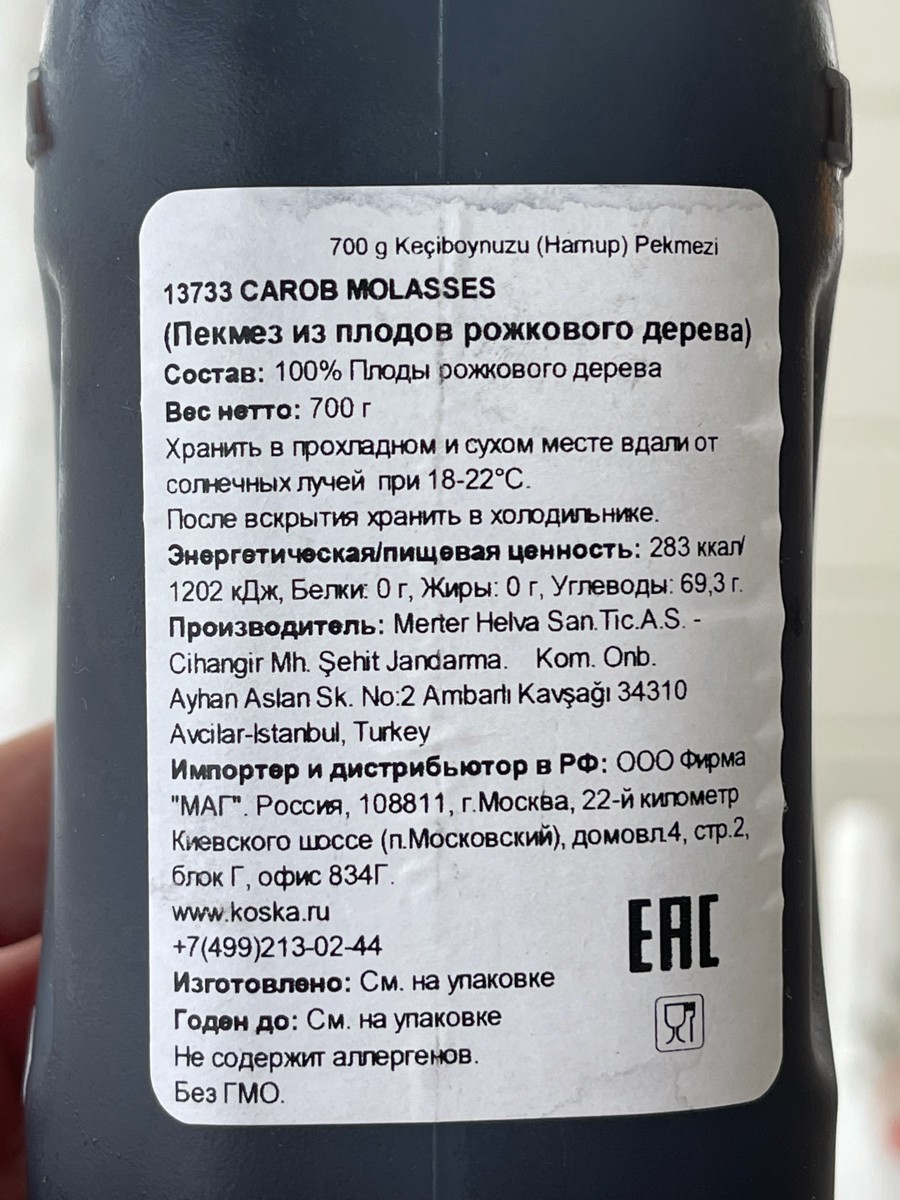 700 g Keçiboynuzu (Harnup) Pekmezi
13733 CAROB MOLASSES
(Пекмез из плодов рожкового дерева)
Состав: 100% Плоды рожкового дерева
Вес нетто: 700 г
Хранить в прохладном и сухом месте вдали от
солнечных лучей при 18-22°С.
После вскрытия хранить в холодильнике.
Энергетическая/пищевая ценность: 283 ккал/
1202 кДж, Белки: 0 г, Жиры: 0 г, Углеводы: 69,3 г.
Производитель: Merter Helva San.Tic.A.S. -
Cihangir Mh. Şehit Jandarma. Kom. Onb.
Ayhan Aslan Sk. No:2 Ambarlı Kavşağı 34310
Avcilar-Istanbul, Turkey
Импортер и дистрибьютор в РФ: ООО Фирма
"МАГ". Россия, 108811, г.Москва, 22-й километр
Киевского шоссе (п.Московский), домовл.4, стр.2,
блок Г, офис 834Г.
www.koska.ru
+7(499)213-02-44
EAC
Изготовлено: См. на упаковке
Годен до: См. на упаковке
Не содержит аллергенов.
Без ГМО.